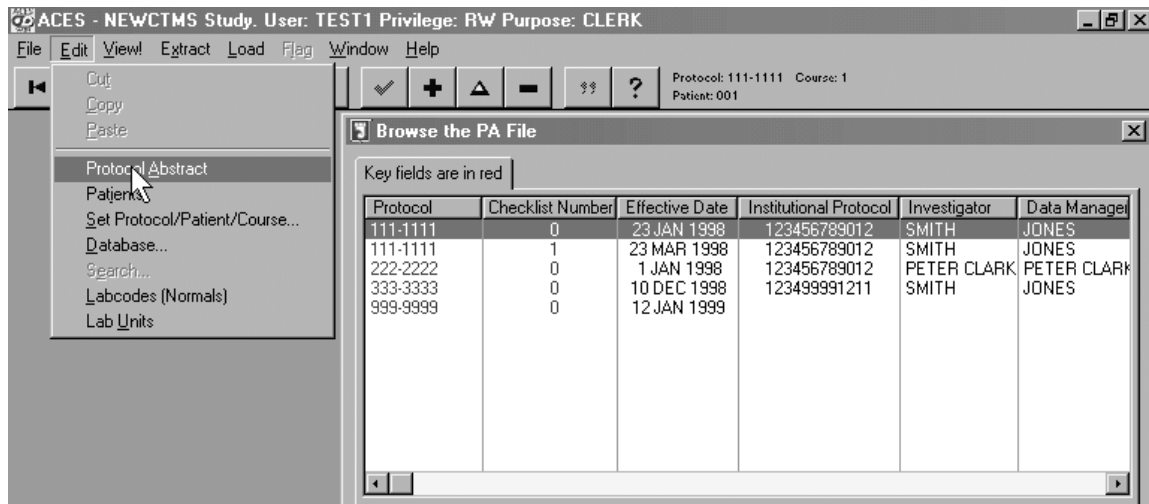 ACES - NEWCTMS Study. User: TEST1 Privilege: RW Purpose: CLERK
File Edit View! Extract Load Flag Window Help
Protocol: 111-1111 Course: 1
Patient: 001
Cut
Copy
Paste
Protocol Abstract
Patients
Set Protocol/Patient/Course...
Database...
Search...
Labcodes (Normals)
Lab Units
Browse the PA File
Key fields are in red
Protocol Checklist Number Effective Date Institutional Protocol Investigator Data Manager
111-1111 0 23 JAN 1998 123456789012 SMITH JONES
111-1111 1 23 MAR 1998 123456789012 SMITH JONES
222-2222 0 1 JAN 1998 123456789012 PETER CLARK PETER CLARK
333-3333 0 10 DEC 1998 123499991211 SMITH JONES
999-9999 0 12 JAN 1999